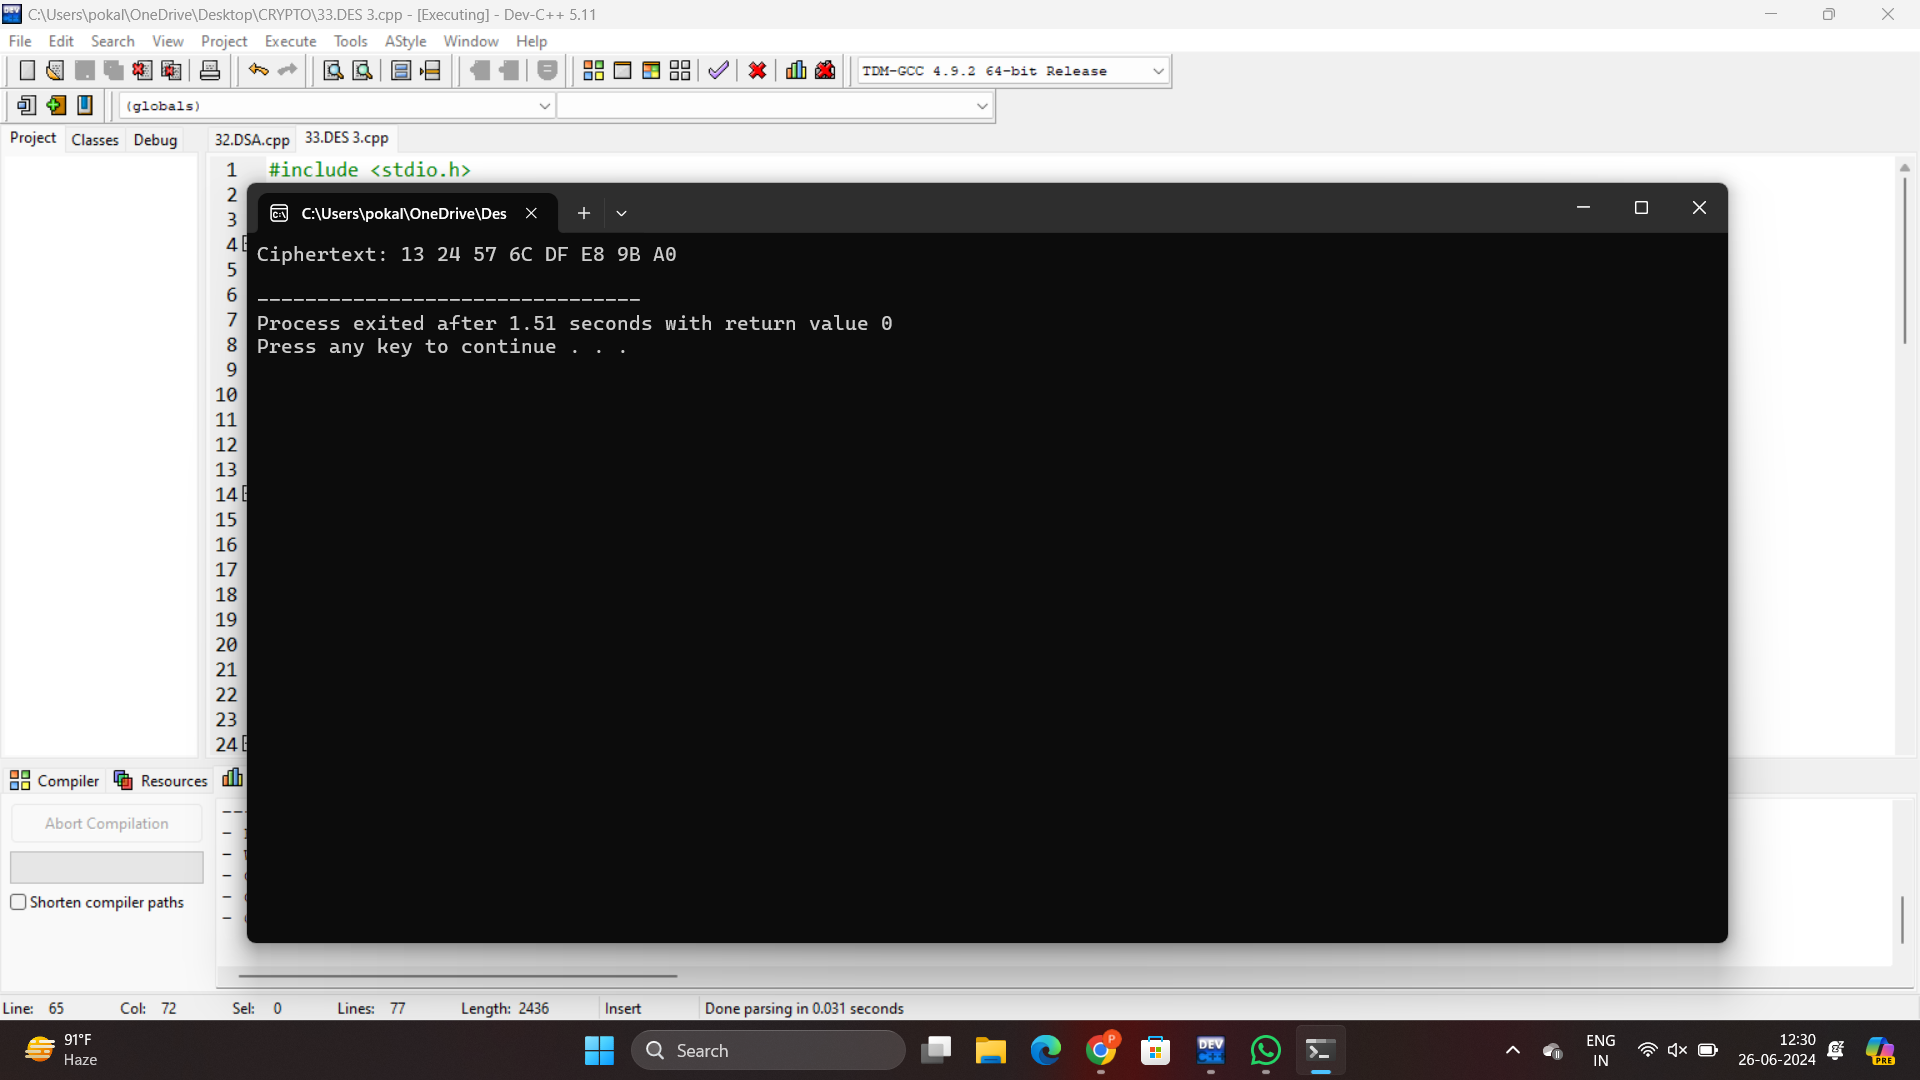 C:\Users\pokal\OneDrive\Desktop\CRYPTO\33.DES 3.cpp - [Executing] - Dev-C++ 5.11
File Edit Search View Project Execute Tools AStyle Window Help
TDM-GCC 4.9.2 64-bit Release
(globals)
Project Classes Debug
32.DSA.cpp 33.DES 3.cpp
1 #include <stdio.h>
2
3
4
5
6
7
8
9
10
11
12
13
14
15
16
17
18
19
20
21
22
23
24
C:\Users\pokal\OneDrive\Des
Ciphertext: 13 24 57 6C DF E8 9B A0
--------------------------------
Process exited after 1.51 seconds with return value 0
Press any key to continue . . .
Compiler Resources
Abort Compilation
Shorten compiler paths
Line: 65 Col: 72 Sel: 0 Lines: 77 Length: 2436 Insert Done parsing in 0.031 seconds
91°F
Haze
Search
P
DEV
C++
ENG
IN
12:30
26-06-2024
PRE